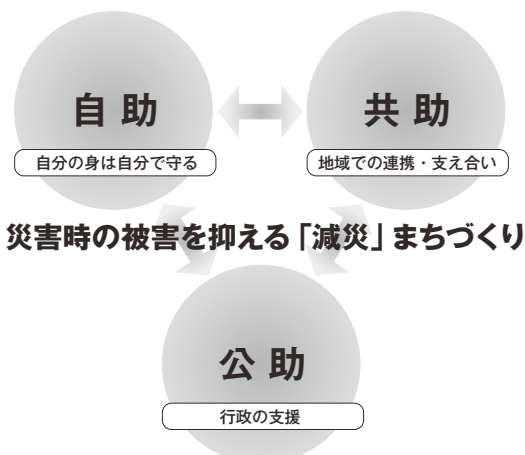 自助
共助
自分の身は自分で守る
地域での連携・支え合い
災害時の被害を抑える「減災」まちづくり
公助
行政の支援